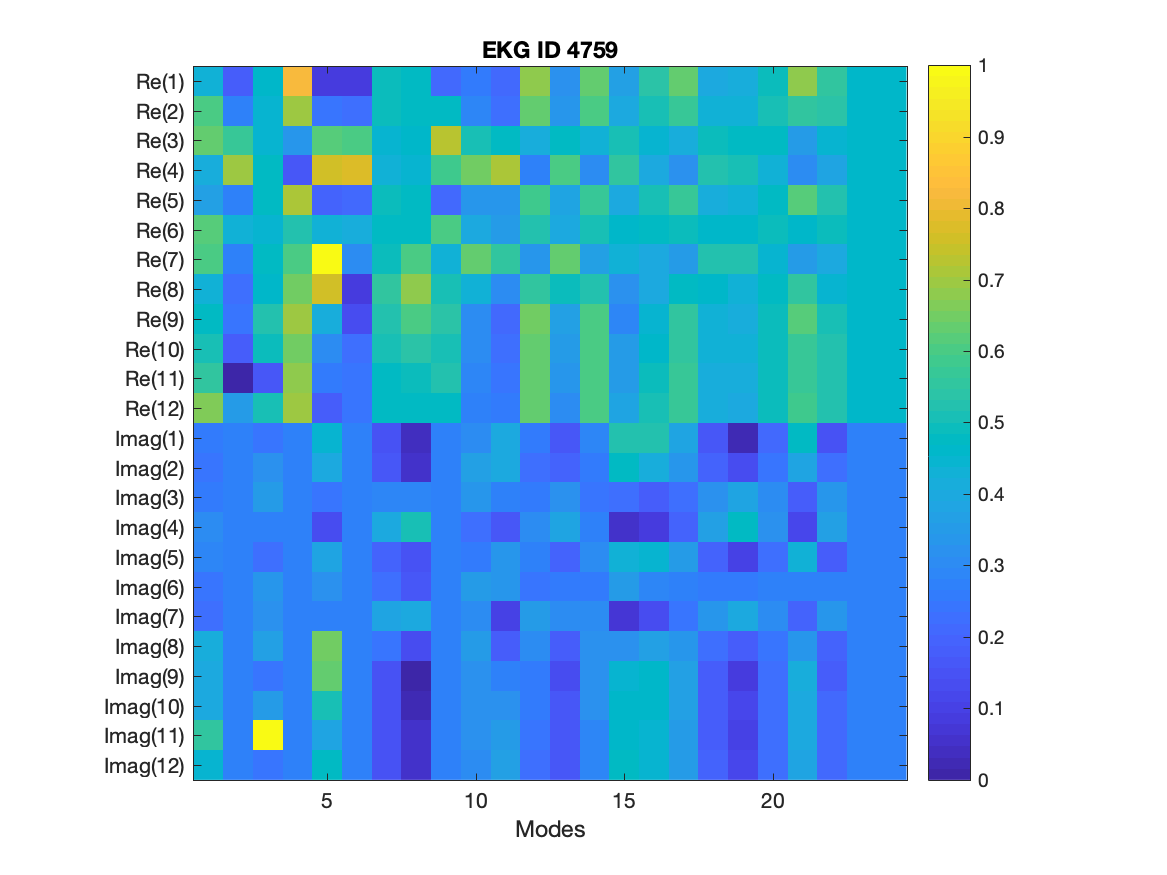 EKG ID 4759
Re(1)
Re(2)
Re(3)
Re(4)
Re(5)
Re(6)
Re(7)
Re(8)
Re(9)
Re(10)
Re(11)
Re(12)
Imag(1)
Imag(2)
Imag(3)
Imag(4)
Imag(5)
Imag(6)
Imag(7)
Imag(8)
Imag(9)
Imag(10)
Imag(11)
Imag(12)
5 10 15 20
Modes
1
0.9
0.8
0.7
0.6
0.5
0.4
0.3
0.2
0.1
0